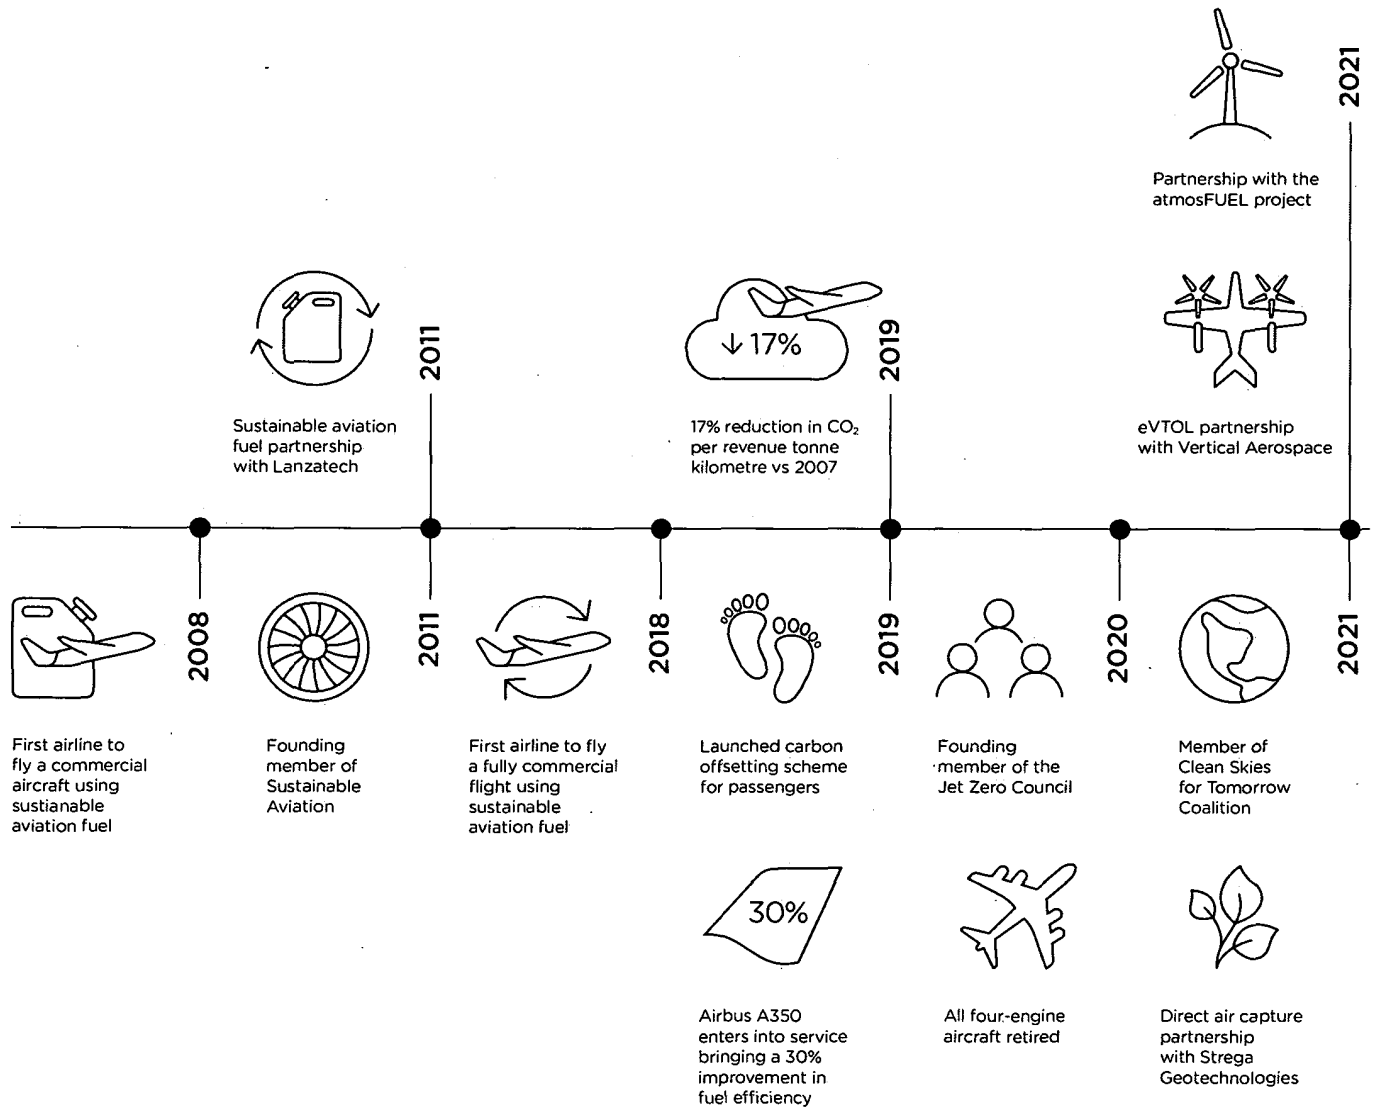 2021
Partnership with the
atmosFUEL project
2011
Sustainable aviation
fuel partnership
with Lanzatech
↓ 17%
2019
17% reduction in CO₂
per revenue tonne
kilometre vs 2007
eVTOL partnership
with Vertical Aerospace
2008
First airline to
fly a commercial
aircraft using
sustianable
aviation fuel
2011
Founding
member of
Sustainable
Aviation
2018
First airline to fly
a fully commercial
flight using
sustainable
aviation fuel
2019
Launched carbon
offsetting scheme
for passengers
2020
Founding
member of the
Jet Zero Council
2021
Member of
Clean Skies
for Tomorrow
Coalition
30%
Airbus A350
enters into service
bringing a 30%
improvement in
fuel efficiency
All four-engine
aircraft retired
Direct air capture
partnership
with Strega
Geotechnologies